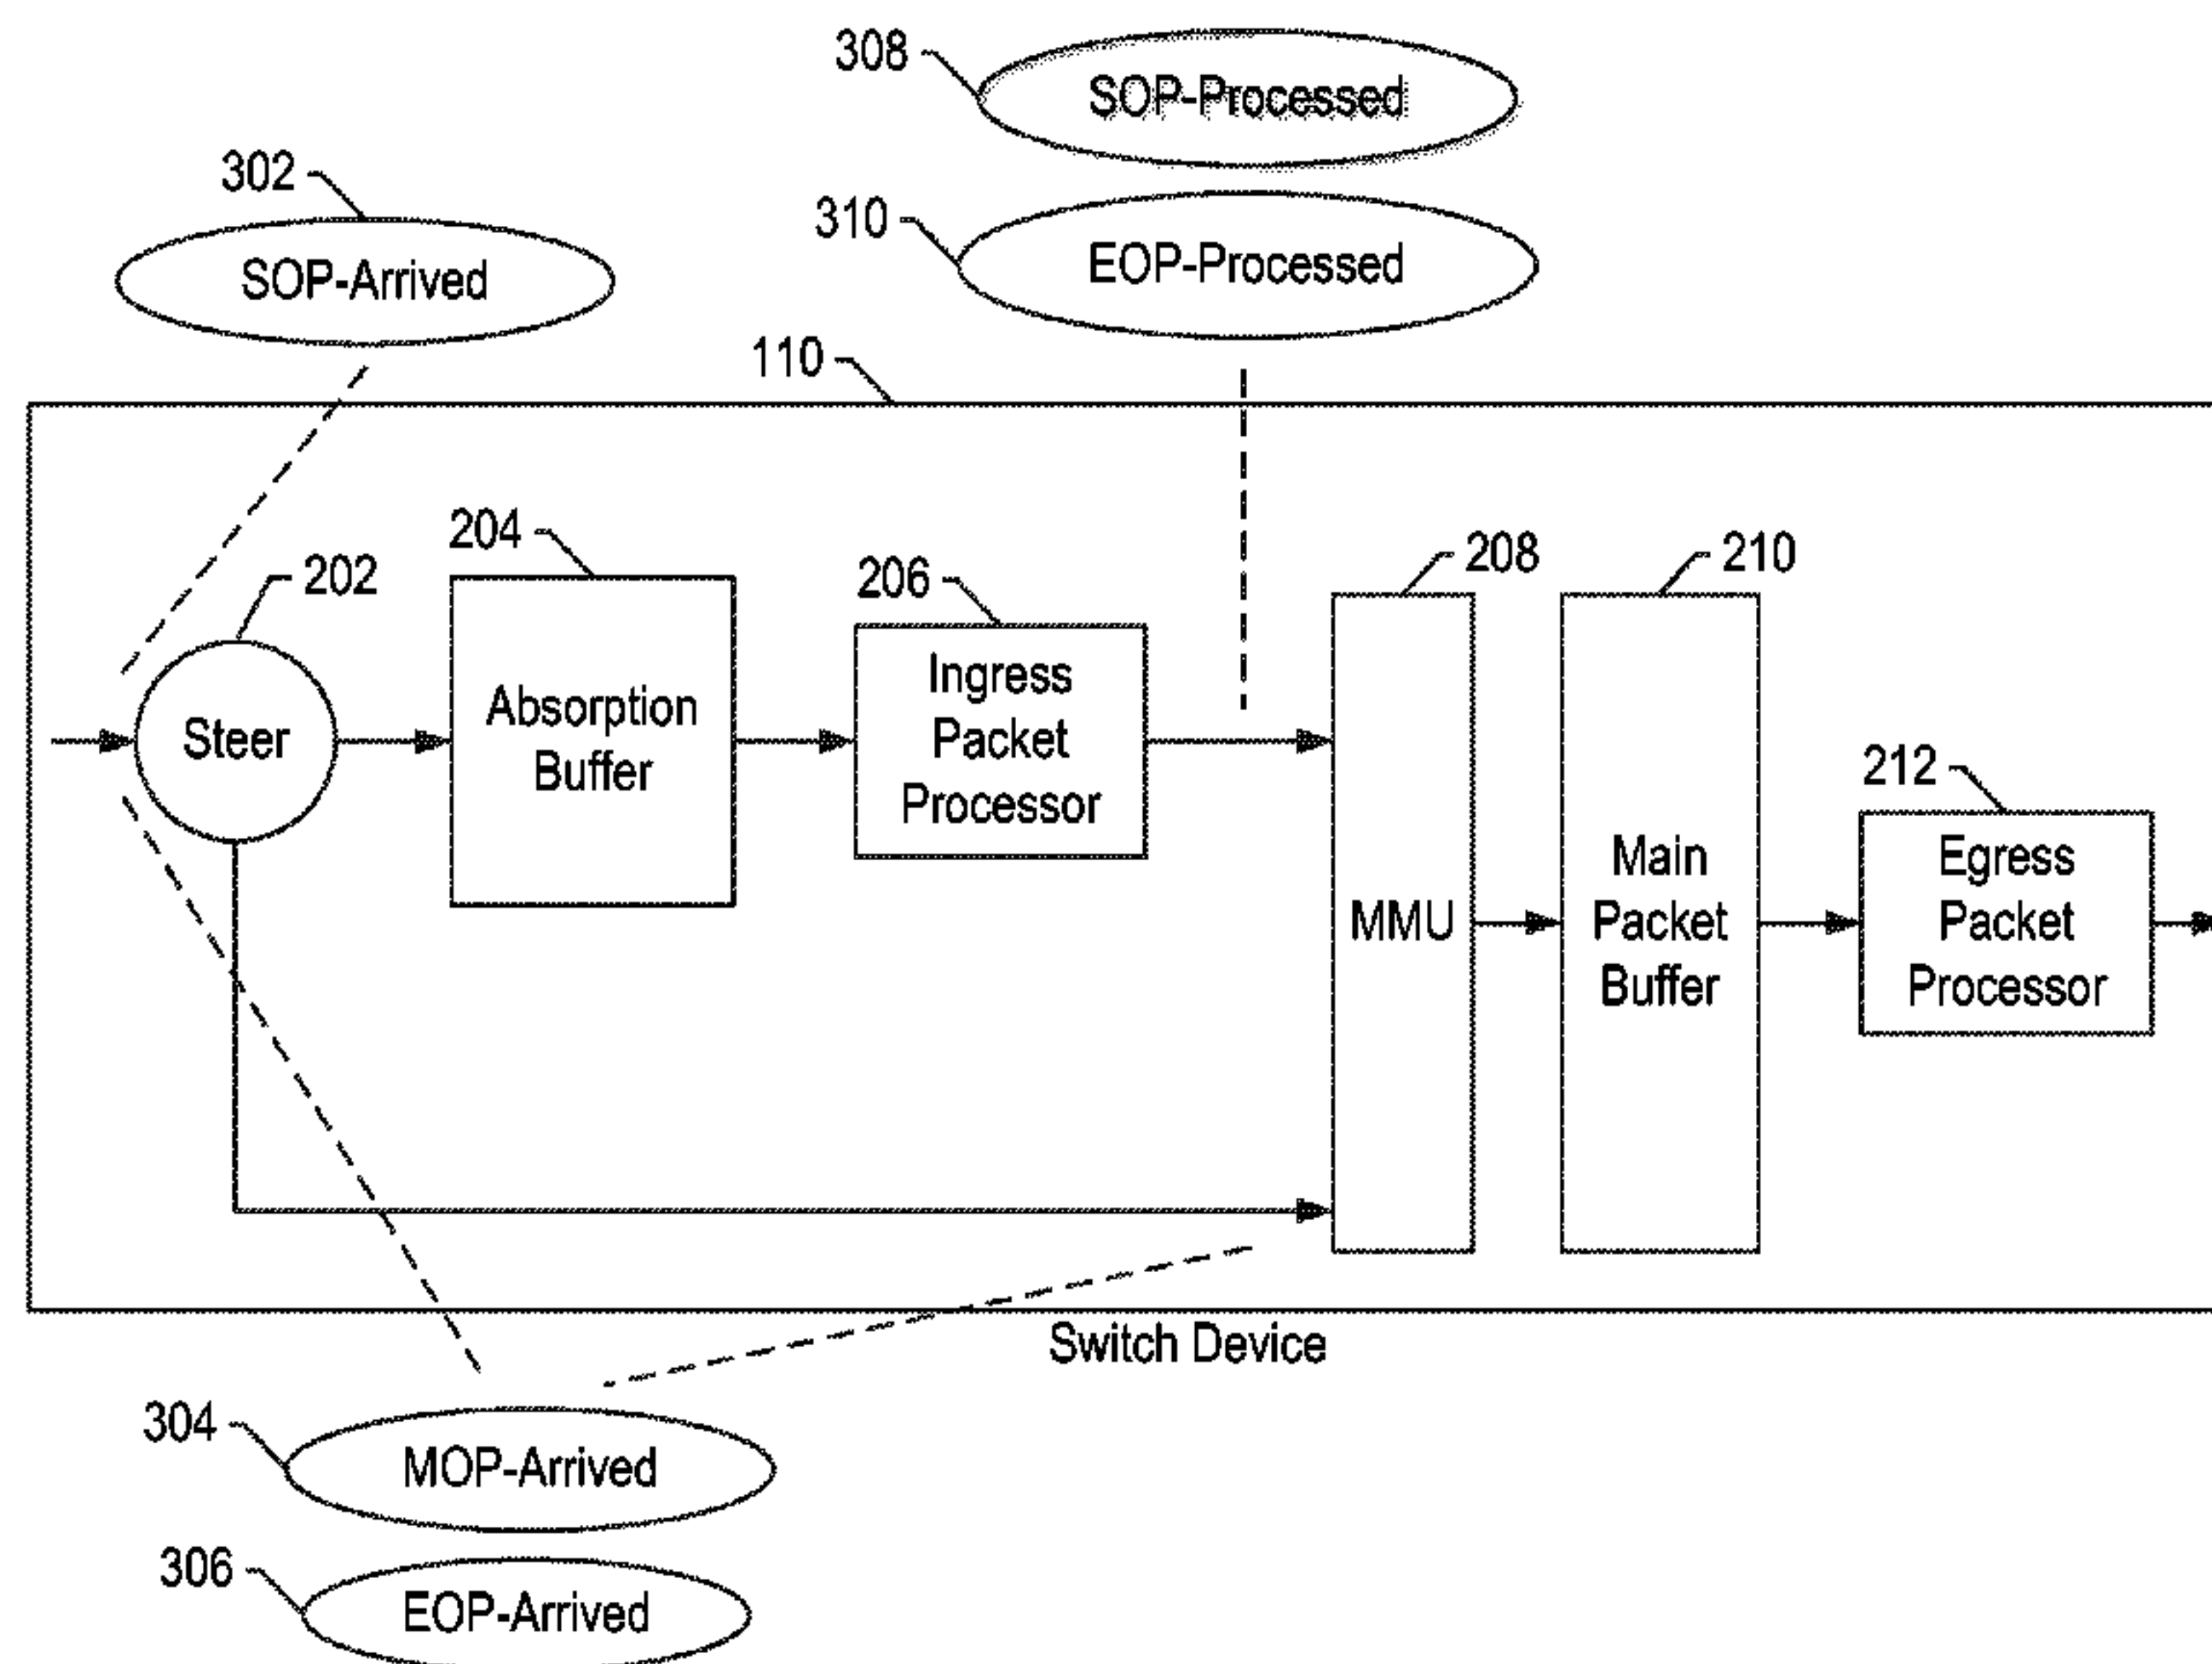 308
SOP-Processed
302
310
SOP-Arrived
EOP-Processed
110
204
202
206
208
210
Steer
Absorption
Buffer
Ingress
Packet
Processor
212
MMU
Main
Packet
Buffer
Egress
Packet
Processor
Switch Device
304
MOP-Arrived
306
EOP-Arrived